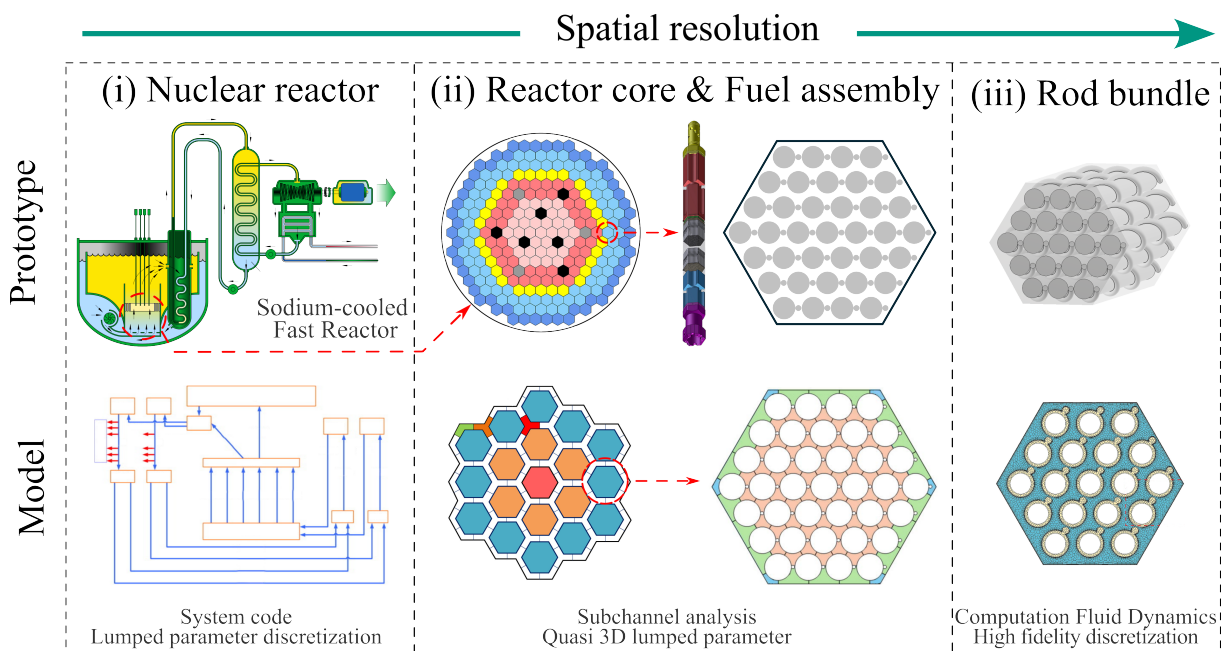 Spatial resolution
(i) Nuclear reactor
(ii) Reactor core & Fuel assembly
(iii) Rod bundle
Prototype
Sodium-cooled
Fast Reactor
Model
System code
Lumped parameter discretization
Subchannel analysis
Quasi 3D lumped parameter
Computation Fluid Dynamics
High fidelity discretization